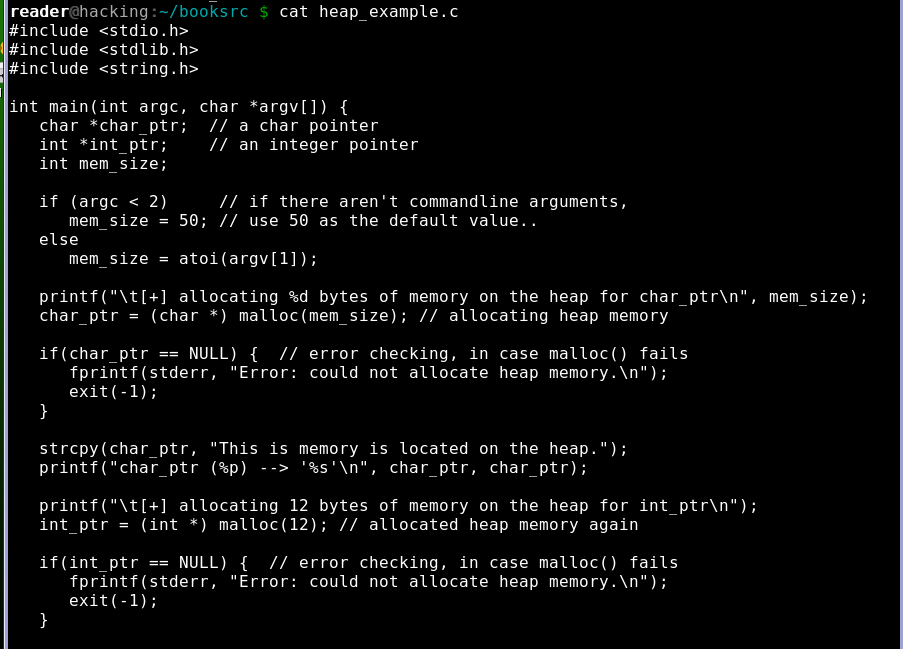 reader@hacking:~/booksrc $ cat heap_example.c
#include <stdio.h>
#include <stdlib.h>
#include <string.h>

int main(int argc, char *argv[]) {
   char *char_ptr;  // a char pointer
   int *int_ptr;    // an integer pointer
   int mem_size;

   if (argc < 2)     // if there aren't commandline arguments,
      mem_size = 50; // use 50 as the default value..
   else
      mem_size = atoi(argv[1]);

   printf("\t[+] allocating %d bytes of memory on the heap for char_ptr\n", mem_size);
   char_ptr = (char *) malloc(mem_size); // allocating heap memory

   if(char_ptr == NULL) {  // error checking, in case malloc() fails
      fprintf(stderr, "Error: could not allocate heap memory.\n");
      exit(-1);
   }

   strcpy(char_ptr, "This is memory is located on the heap.");
   printf("char_ptr (%p) --> '%s'\n", char_ptr, char_ptr);

   printf("\t[+] allocating 12 bytes of memory on the heap for int_ptr\n");
   int_ptr = (int *) malloc(12); // allocated heap memory again

   if(int_ptr == NULL) {  // error checking, in case malloc() fails
      fprintf(stderr, "Error: could not allocate heap memory.\n");
      exit(-1);
   }